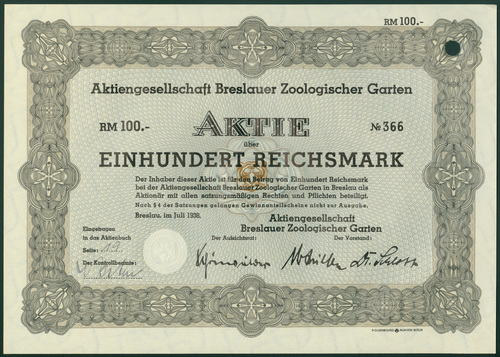 RM 100.-
Aktiengesellschaft Breslauer Zoologischer Garten
RM 100.- AKTIE № 366
über
EINHUNDERT REICHSMARK
Der Inhaber dieser Aktie ist für den Betrag von Einhundert Reichsmark
bei der Aktiengesellschaft Breslauer Zoologischer Garten in Breslau als
Aktionär mit allen satzungsmäßigen Rechten und Pflichten beteiligt.
Nach § 4 der Satzungen gelangen Gewinnanteilscheine nicht zur Ausgabe.
Breslau, im Juli 1938.
Aktiengesellschaft
Breslauer Zoologischer Garten
Eingetragen
in das Aktienbuch
Seite:
Der Kontrollbeamte:
Der Aufsichtsrat:
Der Vorstand: